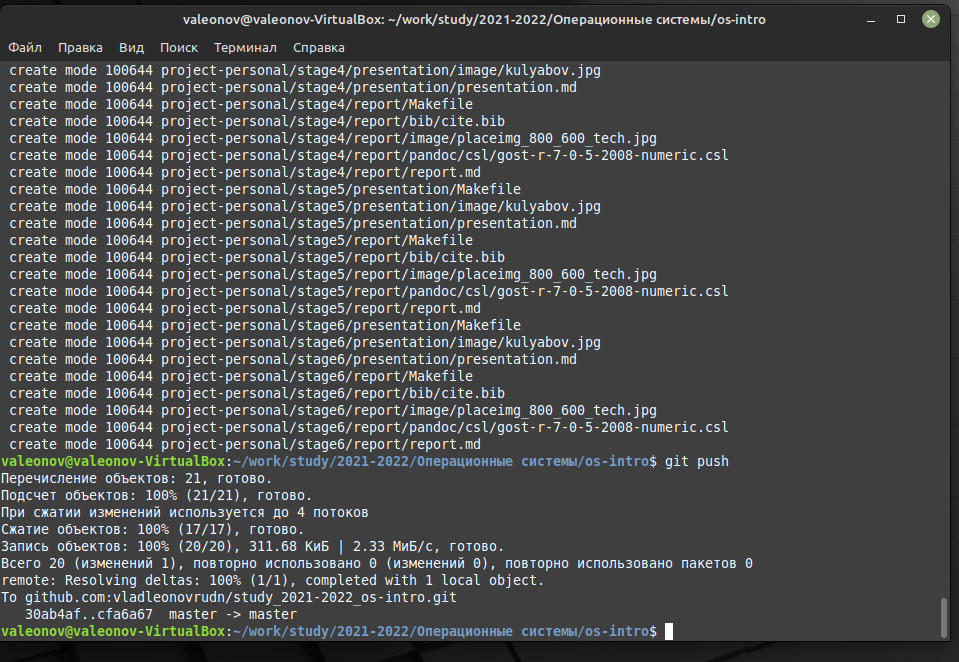 valeonov@valeonov-VirtualBox: ~/work/study/2021-2022/Операционные системы/os-intro
Файл Правка Вид Поиск Терминал Справка
create mode 100644 project-personal/stage4/presentation/image/kulyabov.jpg
create mode 100644 project-personal/stage4/presentation/presentation.md
create mode 100644 project-personal/stage4/report/Makefile
create mode 100644 project-personal/stage4/report/bib/cite.bib
create mode 100644 project-personal/stage4/report/image/placeimg_800_600_tech.jpg
create mode 100644 project-personal/stage4/report/pandoc/csl/gost-r-7-0-5-2008-numeric.csl
create mode 100644 project-personal/stage4/report/report.md
create mode 100644 project-personal/stage5/presentation/Makefile
create mode 100644 project-personal/stage5/presentation/image/kulyabov.jpg
create mode 100644 project-personal/stage5/presentation/presentation.md
create mode 100644 project-personal/stage5/report/Makefile
create mode 100644 project-personal/stage5/report/bib/cite.bib
create mode 100644 project-personal/stage5/report/image/placeimg_800_600_tech.jpg
create mode 100644 project-personal/stage5/report/pandoc/csl/gost-r-7-0-5-2008-numeric.csl
create mode 100644 project-personal/stage5/report/report.md
create mode 100644 project-personal/stage6/presentation/Makefile
create mode 100644 project-personal/stage6/presentation/image/kulyabov.jpg
create mode 100644 project-personal/stage6/presentation/presentation.md
create mode 100644 project-personal/stage6/report/Makefile
create mode 100644 project-personal/stage6/report/bib/cite.bib
create mode 100644 project-personal/stage6/report/image/placeimg_800_600_tech.jpg
create mode 100644 project-personal/stage6/report/pandoc/csl/gost-r-7-0-5-2008-numeric.csl
create mode 100644 project-personal/stage6/report/report.md
valeonov@valeonov-VirtualBox:~/work/study/2021-2022/Операционные системы/os-intro$ git push
Перечисление объектов: 21, готово.
Подсчет объектов: 100% (21/21), готово.
При сжатии изменений используется до 4 потоков
Сжатие объектов: 100% (17/17), готово.
Запись объектов: 100% (20/20), 311.68 КиБ | 2.33 МиБ/с, готово.
Всего 20 (изменений 1), повторно использовано 0 (изменений 0), повторно использовано пакетов 0
remote: Resolving deltas: 100% (1/1), completed with 1 local object.
To github.com:vladleonovrudn/study_2021-2022_os-intro.git
30ab4af..cfa6a67  master -> master
valeonov@valeonov-VirtualBox:~/work/study/2021-2022/Операционные системы/os-intro$